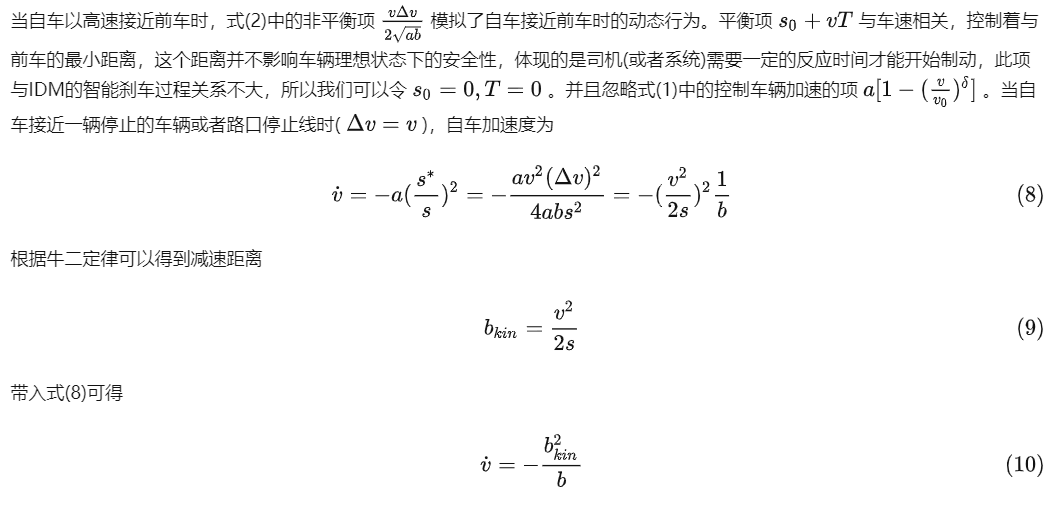 当自车以高速接近前车时，式(2)中的非平衡项 $\frac{v\Delta v}{2\sqrt{ab}}$ 模拟了自车接近前车时的动态行为。平衡项 $s_0 + vT$ 与车速相关，控制着与
前车的最小距离，这个距离并不影响车辆理想状态下的安全性，体现的是司机(或者系统)需要一定的反应时间才能开始制动，此项
与IDM的智能刹车过程关系不大，所以我们可以令 $s_0 = 0, T = 0$ 。并且忽略式(1)中的控制车辆加速的项 $a[1 - (\frac{v}{v_0})^\delta]$ 。当自
车接近一辆停止的车辆或者路口停止线时( $\Delta v = v$ )，自车加速度为
$\dot{v} = -a(\frac{s^*}{s})^2 = -\frac{av^2(\Delta v)^2}{4abs^2} = -(\frac{v^2}{2s})^2\frac{1}{b}$ (8)
根据牛二定律可以得到减速距离
$b_{kin} = \frac{v^2}{2s}$ (9)
带入式(8)可得
$\dot{v} = -\frac{b_{kin}^2}{b}$ (10)